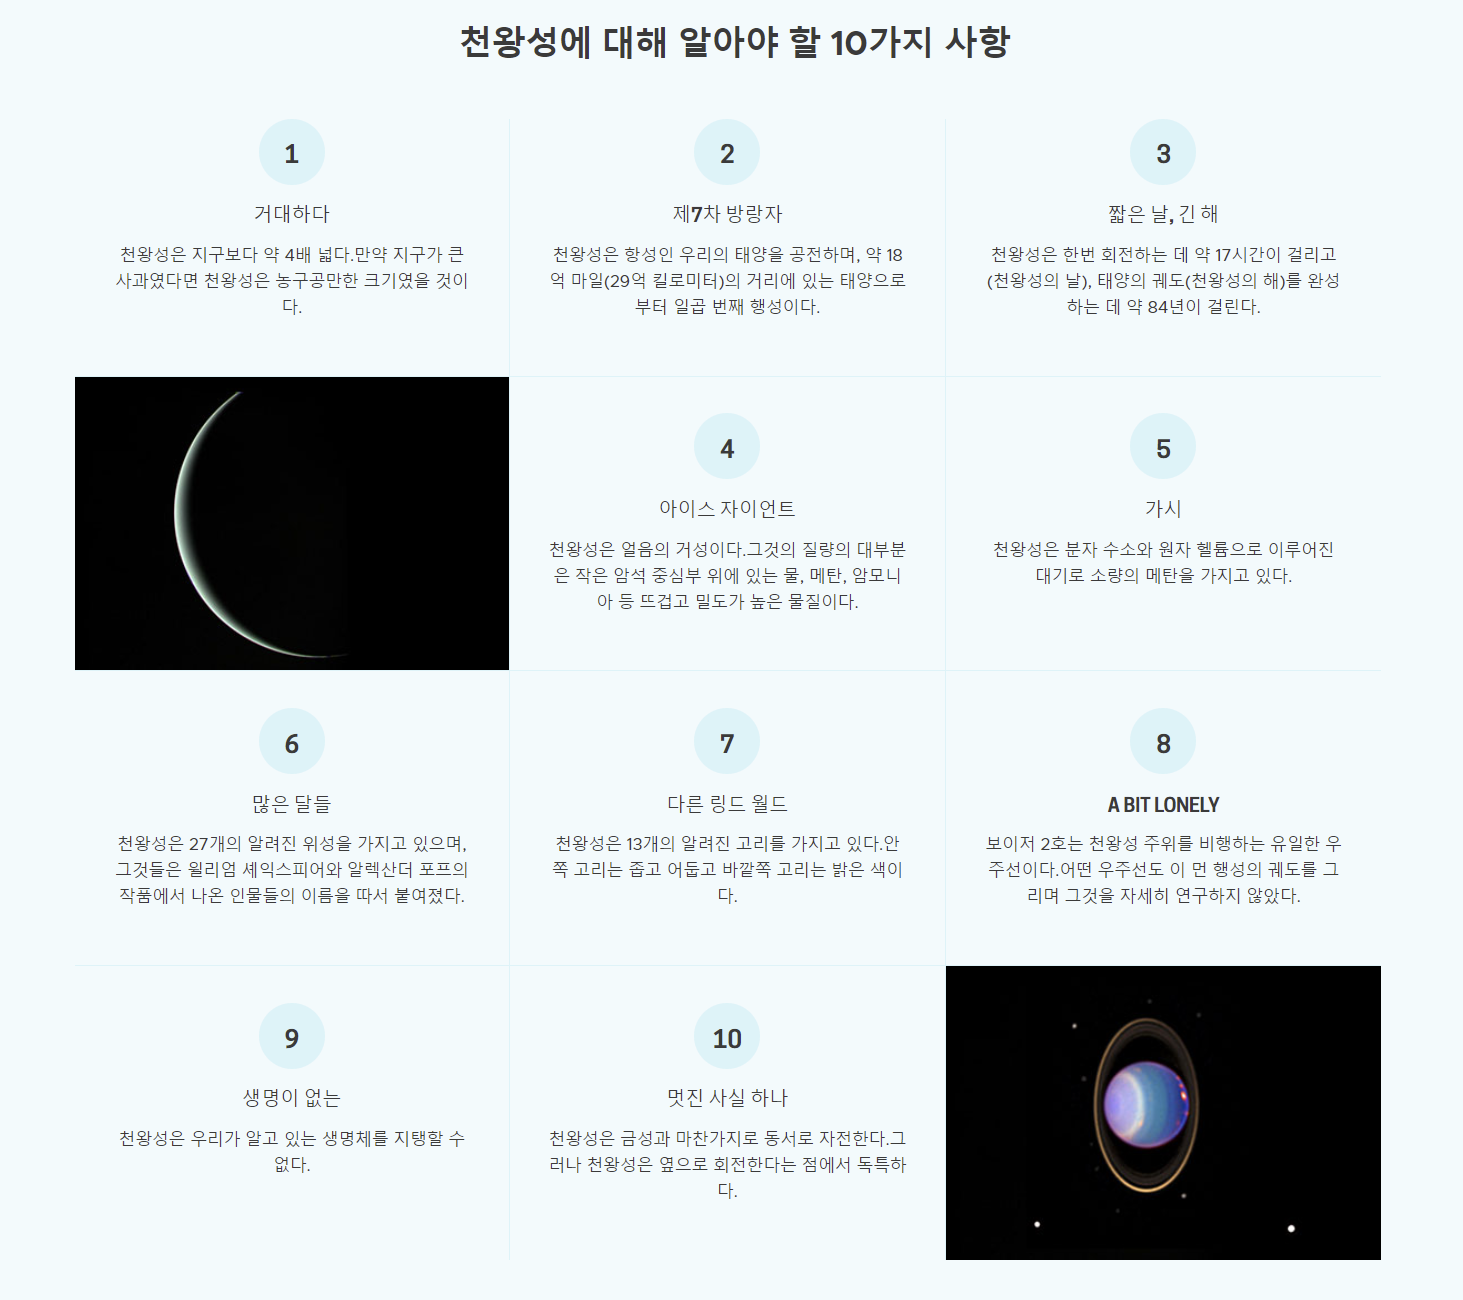 천왕성에 대해 알아야 할 10가지 사항
1
거대하다
천왕성은 지구보다 약 4배 넓다.만약 지구가 큰
사과였다면 천왕성은 농구공만한 크기였을 것이
다.
2
제7차 방랑자
천왕성은 항성인 우리의 태양을 공전하며, 약 18
억 마일(29억 킬로미터)의 거리에 있는 태양으로
부터 일곱 번째 행성이다.
3
짧은 날, 긴 해
천왕성은 한번 회전하는 데 약 17시간이 걸리고
(천왕성의 날), 태양의 궤도(천왕성의 해)를 완성
하는 데 약 84년이 걸린다.
4
아이스 자이언트
천왕성은 얼음의 거성이다.그것의 질량의 대부분
은 작은 암석 중심부 위에 있는 물, 메탄, 암모니
아 등 뜨겁고 밀도가 높은 물질이다.
5
가시
천왕성은 분자 수소와 원자 헬륨으로 이루어진
대기로 소량의 메탄을 가지고 있다.
6
많은 달들
천왕성은 27개의 알려진 위성을 가지고 있으며,
그것들은 윌리엄 셰익스피어와 알렉산더 포프의
작품에서 나온 인물들의 이름을 따서 붙여졌다.
7
다른 링드 월드
천왕성은 13개의 알려진 고리를 가지고 있다.안
쪽 고리는 좁고 어둡고 바깥쪽 고리는 밝은 색이
다.
8
A BIT LONELY
보이저 2호는 천왕성 주위를 비행하는 유일한 우
주선이다.어떤 우주선도 이 먼 행성의 궤도를 그
리며 그것을 자세히 연구하지 않았다.
9
생명이 없는
천왕성은 우리가 알고 있는 생명체를 지탱할 수
없다.
10
멋진 사실 하나
천왕성은 금성과 마찬가지로 동서로 자전한다.그
러나 천왕성은 옆으로 회전한다는 점에서 독특하
다.